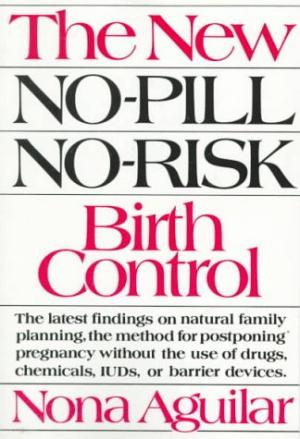 The New
NO-PILL
NO-RISK
Birth
Control
The latest findings on natural family
planning, the method for postponing
pregnancy without the use of drugs,
chemicals, IUDs, or barrier devices.
Nona Aguilar